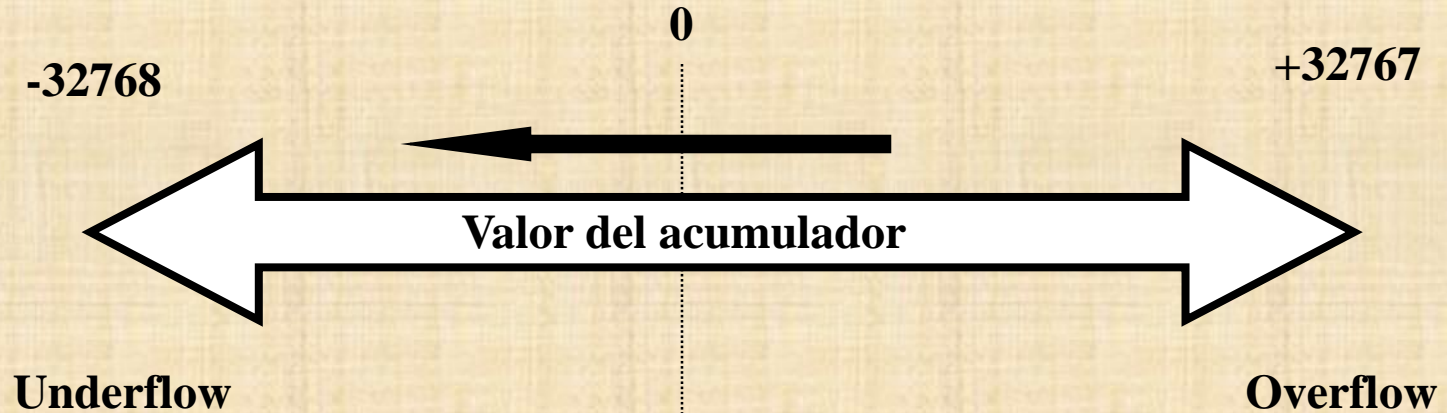 0
-32768
+32767
Valor del acumulador
Underflow
Overflow